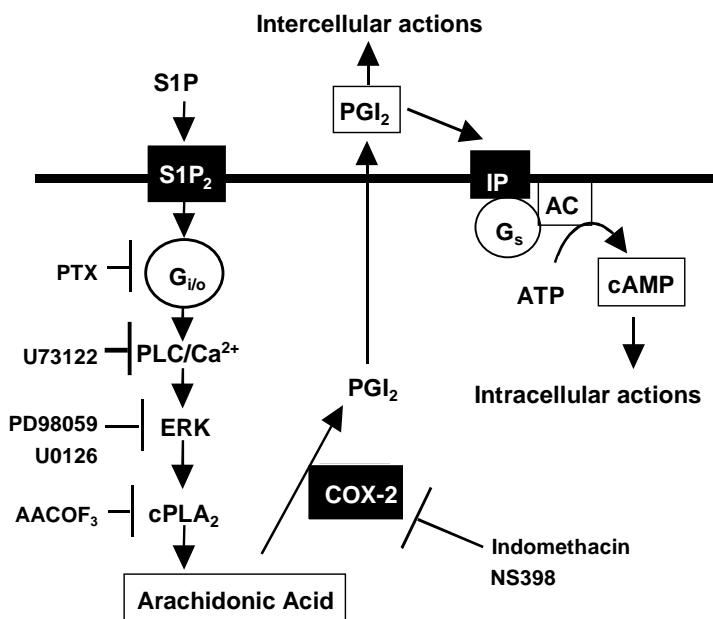 Intercellular actions
S1P
PGI₂
S1P₂
IP
AC
Gₛ
PTX
Gᵢ/ₒ
ATP
cAMP
U73122
PLC/Ca²⁺
PGI₂
Intracellular actions
PD98059
ERK
U0126
COX-2
AACOF₃
cPLA₂
Indomethacin
NS398
Arachidonic Acid